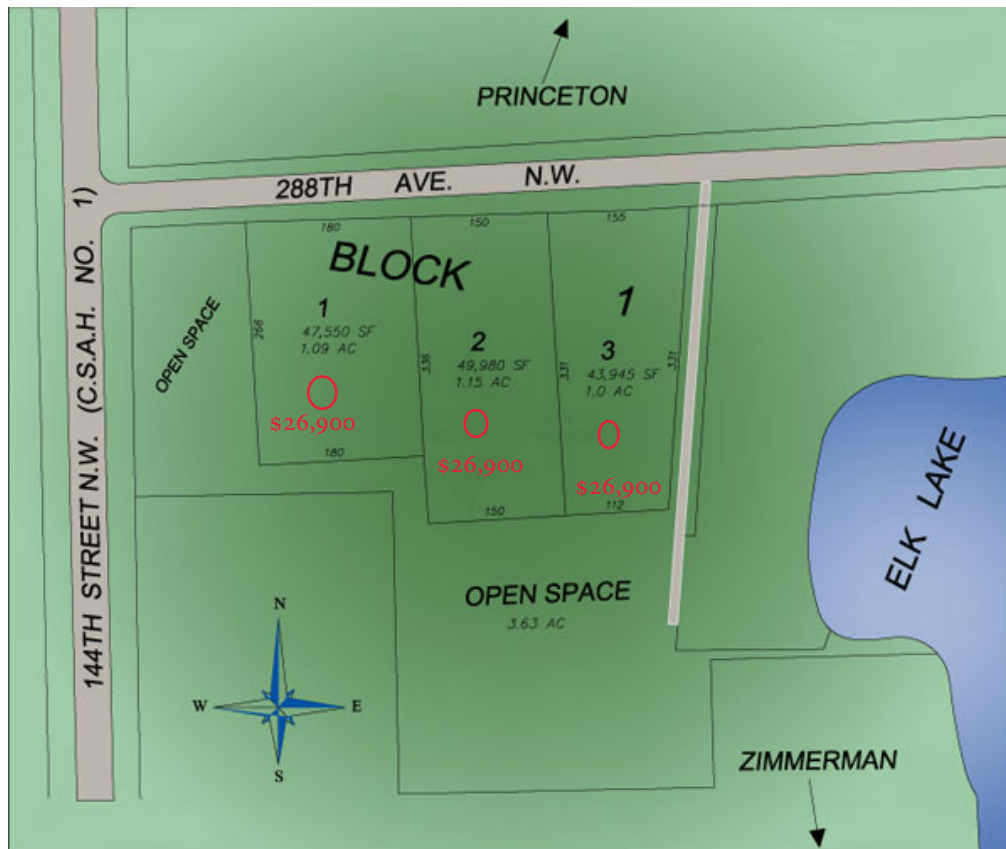 PRINCETON
288TH AVE. N.W.
144TH STREET N.W. (C.S.A.H. NO. 1)
180
150
155
BLOCK
1
OPEN SPACE
266
1
47,550 SF
1.09 AC
$26,900
180
336
2
49,980 SF
1.15 AC
$26,900
150
331
3
43,945 SF
1.0 AC
$26,900
112
331
ELK LAKE
OPEN SPACE
3.63 AC
N
W
E
S
ZIMMERMAN